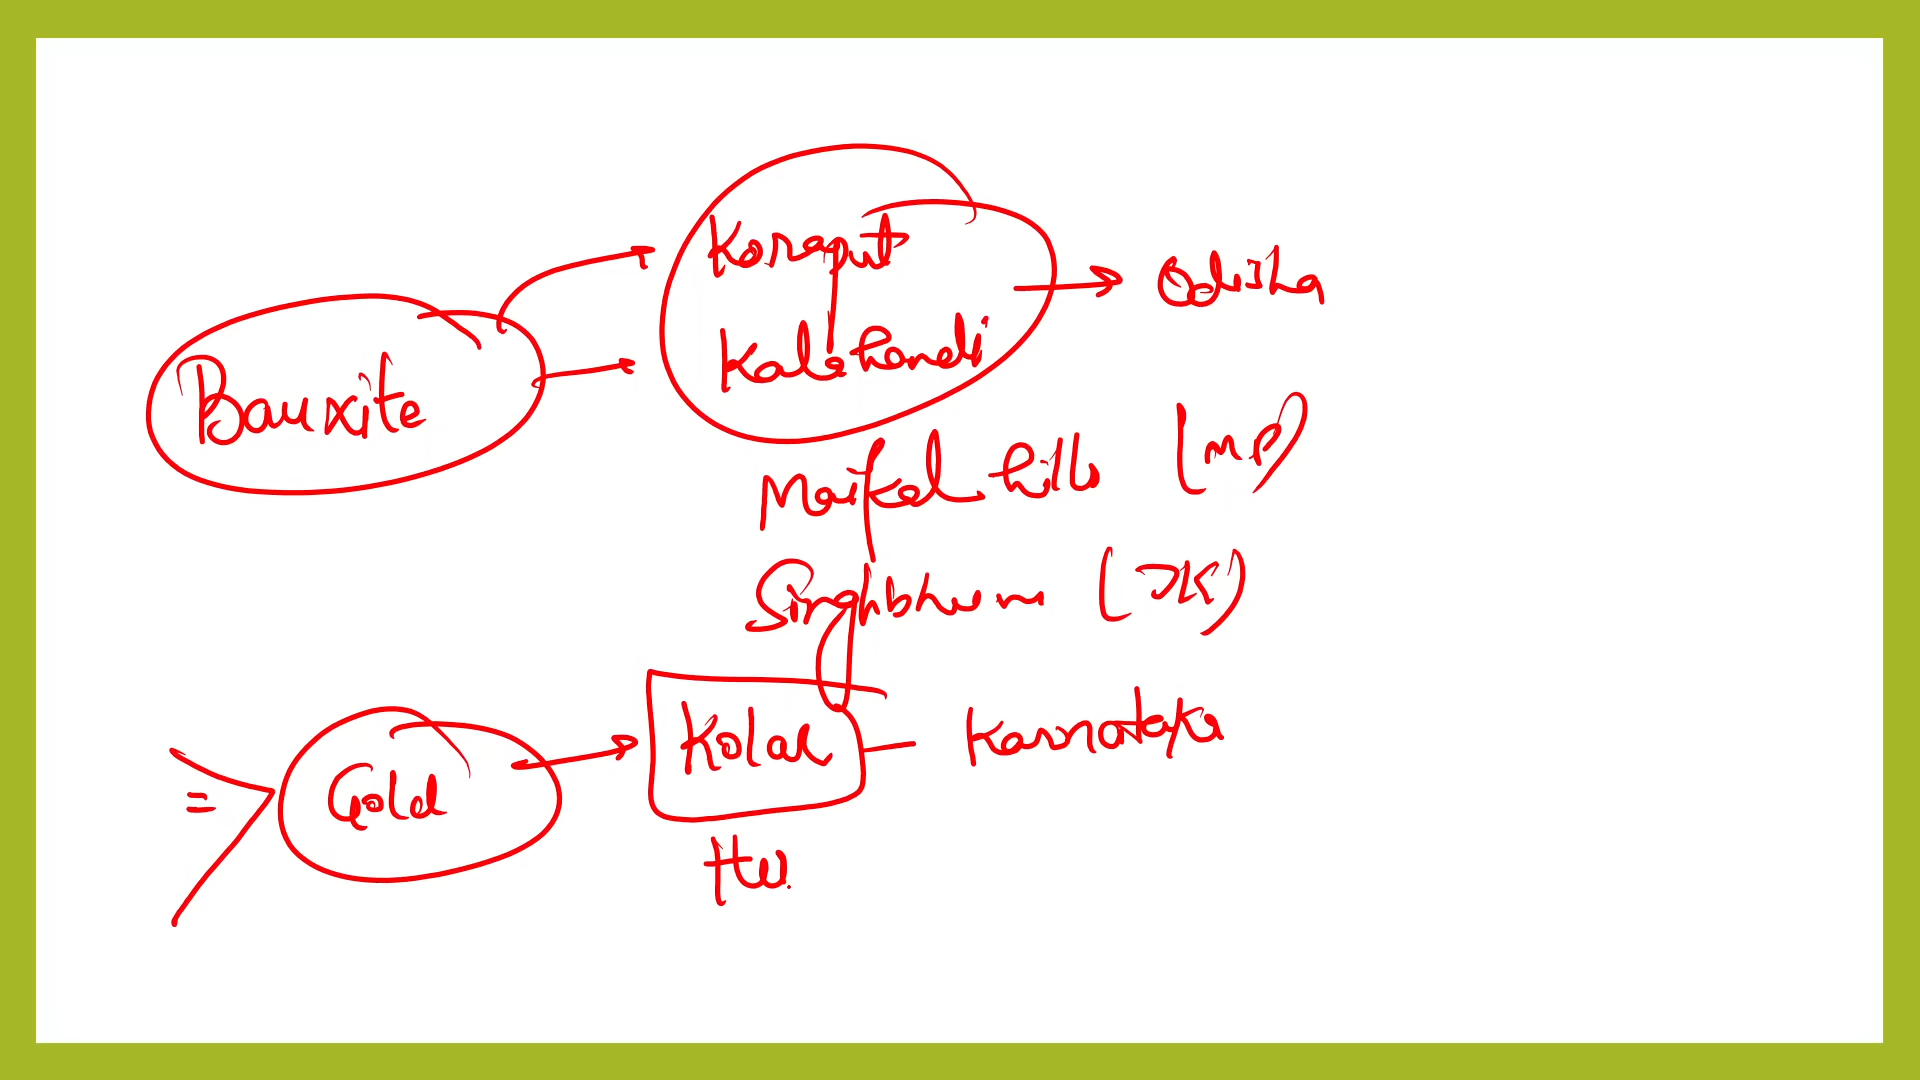 Koraput
Odisha
Bauxite
Kalahandi
Maikal hills (MP)
Singhbhum (JK)
Gold
Kolar
Karnataka
=